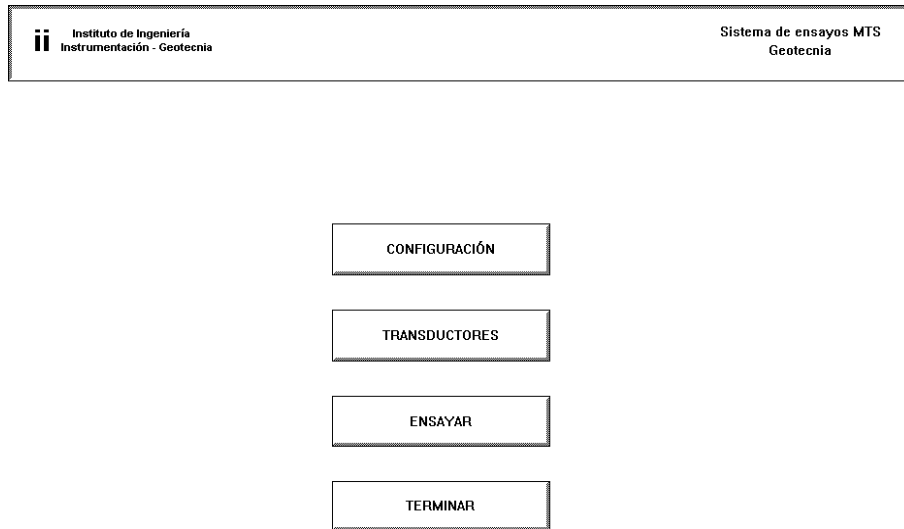 ii
Instituto de Ingeniería
Instrumentación - Geotecnia
Sistema de ensayos MTS
Geotecnia
CONFIGURACIÓN
TRANSDUCTORES
ENSAYAR
TERMINAR